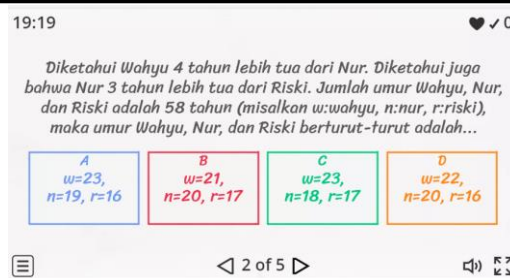 19:19
✓ 0
Diketahui Wahyu 4 tahun lebih tua dari Nur. Diketahui juga
bahwa Nur 3 tahun lebih tua dari Riski. Jumlah umur Wahyu, Nur,
dan Riski adalah 58 tahun (misalkan w:wahyu, n:nur, r:riski),
maka umur Wahyu, Nur, dan Riski berturut-turut adalah...
A
w=23,
n=19, r=16
B
w=21,
n=20, r=17
C
w=23,
n=18, r=17
D
w=22,
n=20, r=16
2 of 5